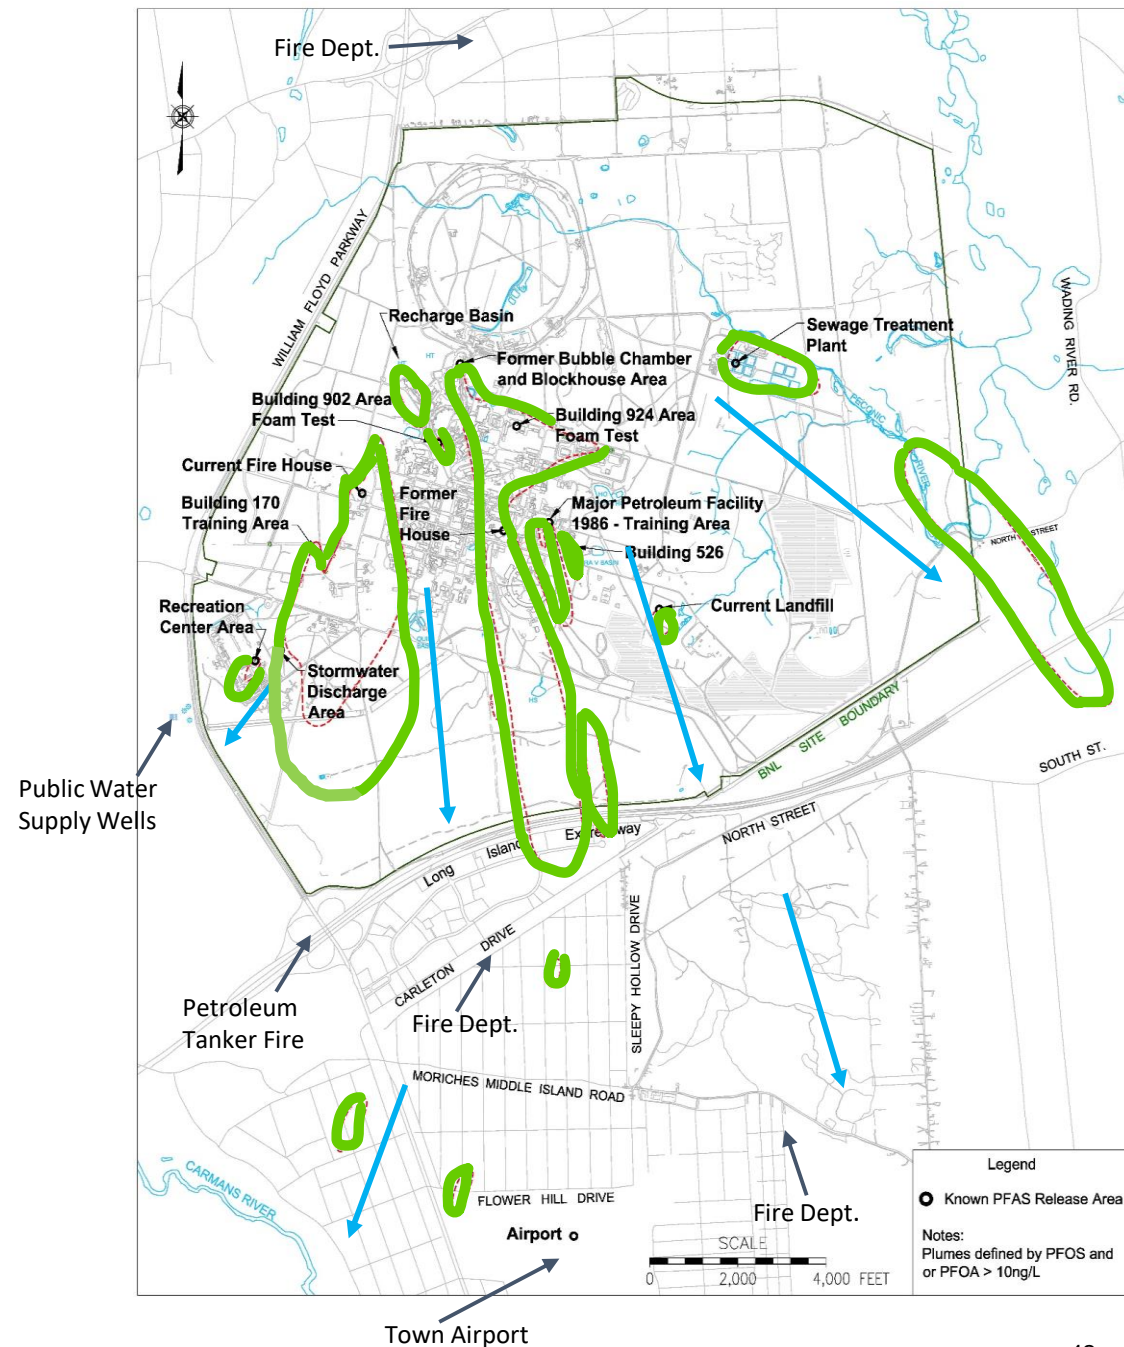 Fire Dept.
WILLIAM FLOYD PARKWAY
WADING RIVER RD.
Recharge Basin
HT
Sewage Treatment
Plant
Former Bubble Chamber
and Blockhouse Area
Building 902 Area
Foam Test
Building 924 Area
Foam Test
PECONIC
RIVER
Current Fire House
Former
Fire
House
Building 170
Training Area
Major Petroleum Facility
1986 - Training Area
Building 526
NORTH STREET
Recreation
Center Area
Current Landfill
Stormwater
Discharge
Area
HS
BNL SITE BOUNDARY
SOUTH ST.
Public Water
Supply Wells
Long Island Expressway
NORTH STREET
CARLETON DRIVE
SLEEPY HOLLOW DRIVE
Petroleum
Tanker Fire
Fire Dept.
MORICHES MIDDLE ISLAND ROAD
CARMANS RIVER
FLOWER HILL DRIVE
Fire Dept.
Airport
SCALE
0 2,000 4,000 FEET
Legend
Known PFAS Release Area
Notes:
Plumes defined by PFOS and
or PFOA > 10ng/L
Town Airport